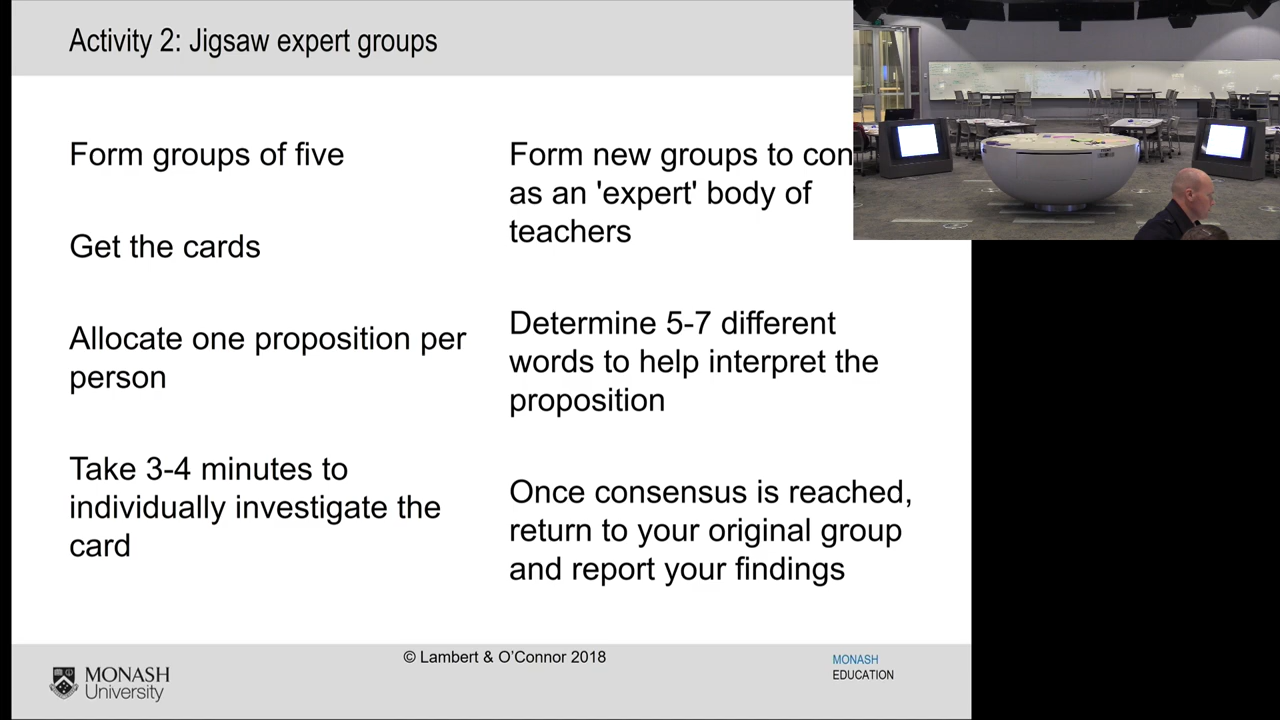 Activity 2: Jigsaw expert groups
Form groups of five
Get the cards
Allocate one proposition per
person
Take 3-4 minutes to
individually investigate the
card
Form new groups to con
as an 'expert' body of
teachers
Determine 5-7 different
words to help interpret the
proposition
Once consensus is reached,
return to your original group
and report your findings
© Lambert & O'Connor 2018
MONASH
University
MONASH
EDUCATION